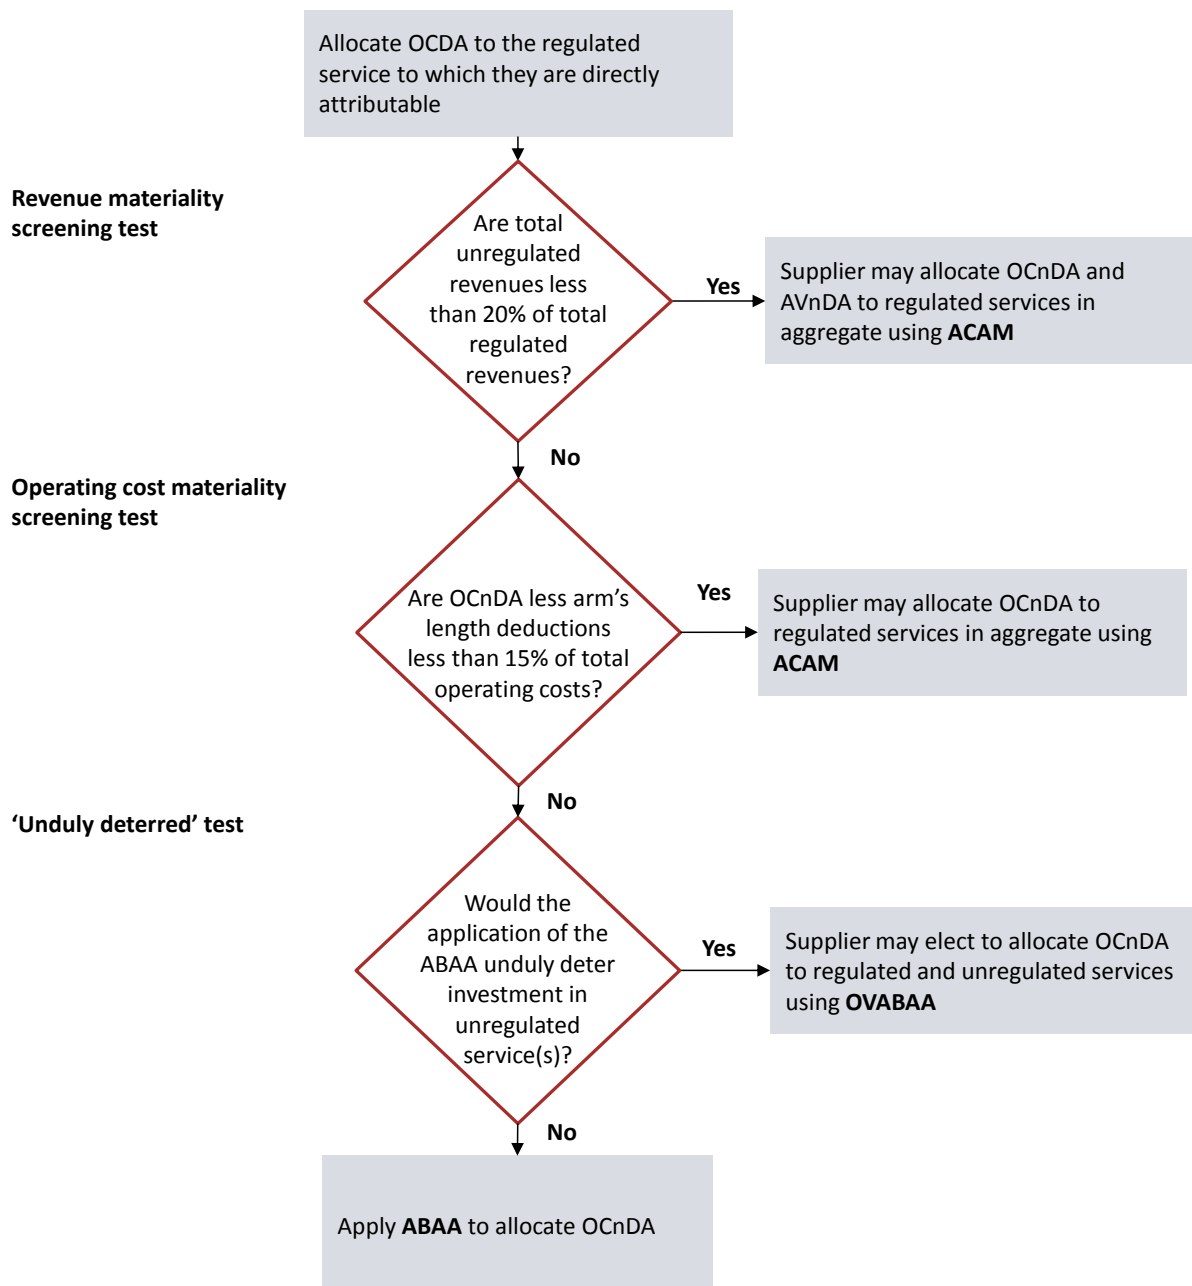 Allocate OCDA to the regulated
service to which they are directly
attributable
Revenue materiality
screening test
Are total
unregulated
revenues less
than 20% of total
regulated
revenues?
Yes
Supplier may allocate OCnDA and
AVnDA to regulated services in
aggregate using ACAM
No
Operating cost materiality
screening test
Are OCnDA less arm’s
length deductions
less than 15% of total
operating costs?
Yes
Supplier may allocate OCnDA to
regulated services in aggregate using
ACAM
No
‘Unduly deterred’ test
Would the
application of the
ABAA unduly deter
investment in
unregulated
service(s)?
Yes
Supplier may elect to allocate OCnDA
to regulated and unregulated services
using OVABAA
No
Apply ABAA to allocate OCnDA